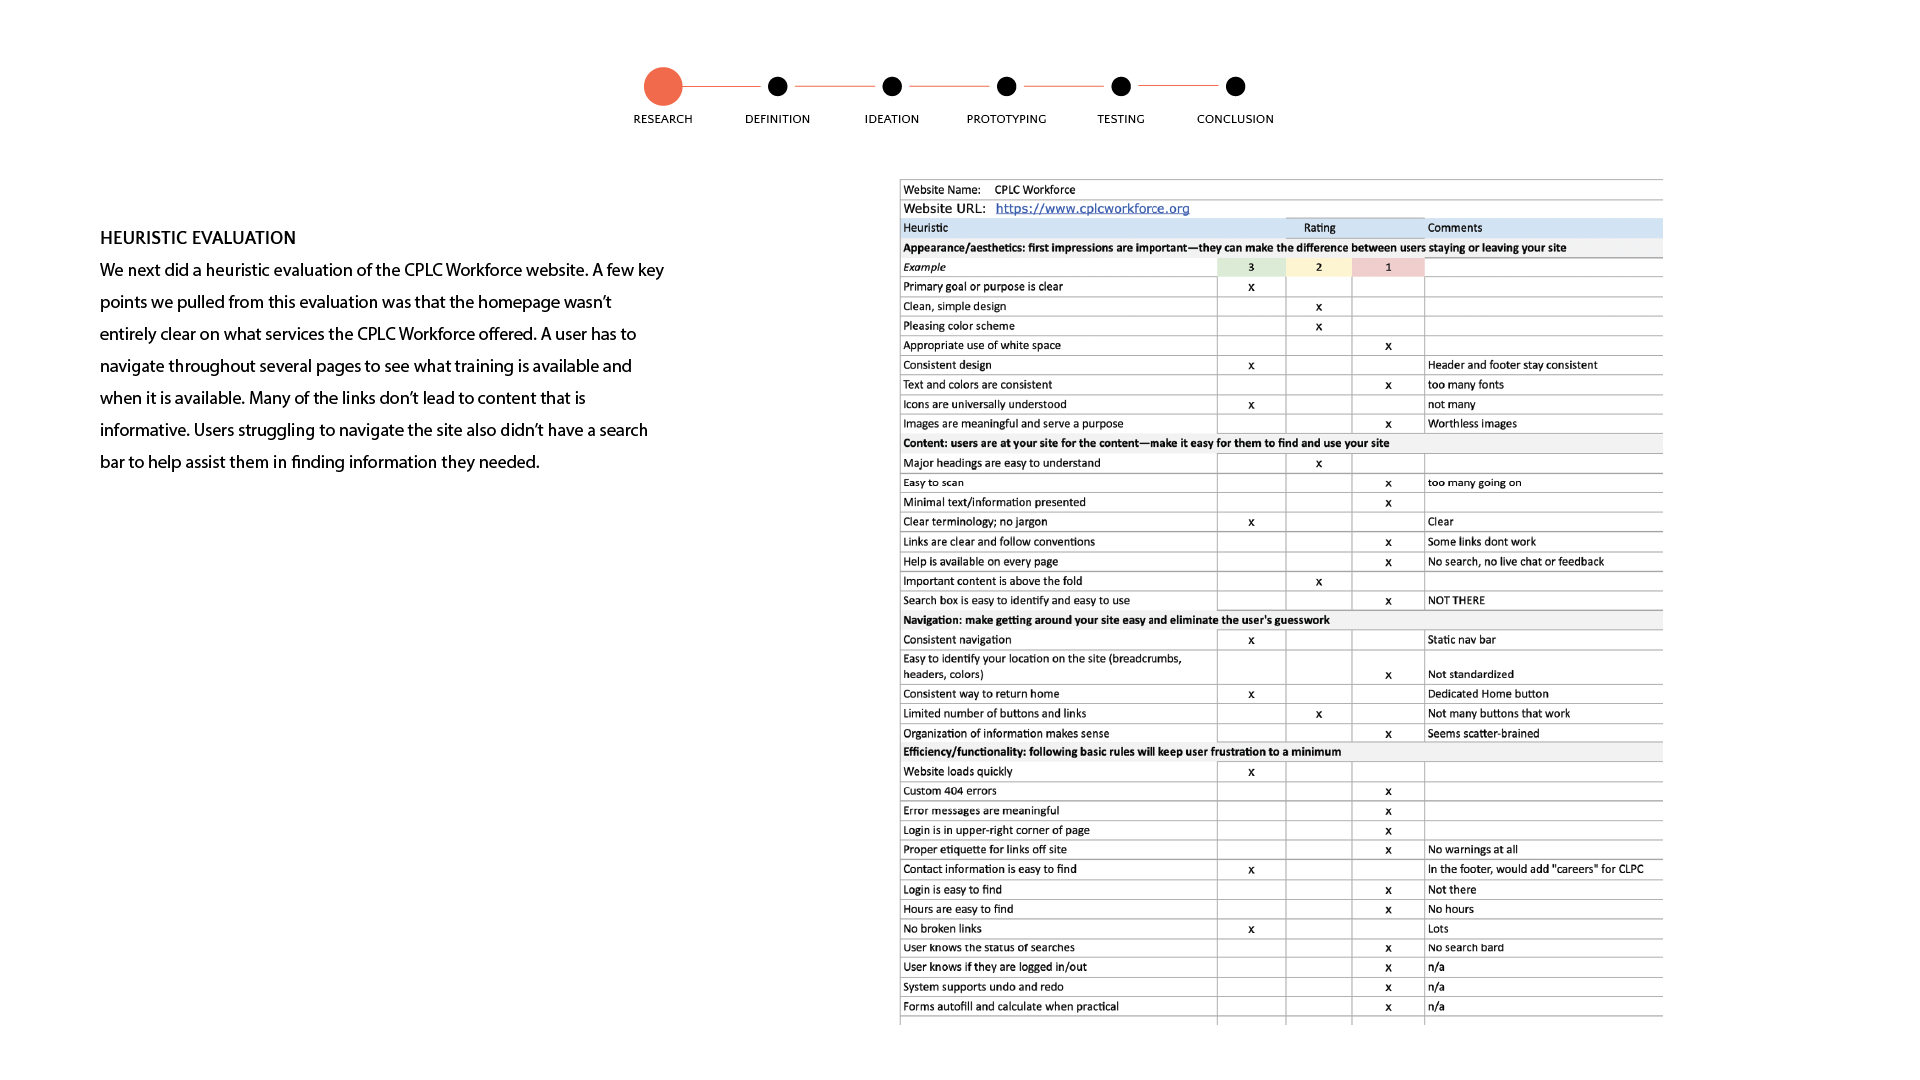 RESEARCH DEFINITION IDEATION PROTOTYPING TESTING CONCLUSION
HEURISTIC EVALUATION
We next did a heuristic evaluation of the CPLC Workforce website. A few key
points we pulled from this evaluation was that the homepage wasn’t
entirely clear on what services the CPLC Workforce offered. A user has to
navigate throughout several pages to see what training is available and
when it is available. Many of the links don’t lead to content that is
informative. Users struggling to navigate the site also didn’t have a search
bar to help assist them in finding information they needed.
Website Name: CPLC Workforce
Website URL: https://www.cplcworkforce.org
Heuristic Rating Comments
Appearance/aesthetics: first impressions are important—they can make the difference between users staying or leaving your site
Example 3 2 1
Primary goal or purpose is clear x
Clean, simple design x
Pleasing color scheme x
Appropriate use of white space x
Consistent design x Header and footer stay consistent
Text and colors are consistent x too many fonts
Icons are universally understood x not many
Images are meaningful and serve a purpose x Worthless images
Content: users are at your site for the content—make it easy for them to find and use your site
Major headings are easy to understand x
Easy to scan x too many going on
Minimal text/information presented x
Clear terminology; no jargon x Clear
Links are clear and follow conventions x Some links dont work
Help is available on every page x No search, no live chat or feedback
Important content is above the fold x
Search box is easy to identify and easy to use x NOT THERE
Navigation: make getting around your site easy and eliminate the user's guesswork
Consistent navigation x Static nav bar
Easy to identify your location on the site (breadcrumbs,
headers, colors) x Not standardized
Consistent way to return home x Dedicated Home button
Limited number of buttons and links x Not many buttons that work
Organization of information makes sense x Seems scatter-brained
Efficiency/functionality: following basic rules will keep user frustration to a minimum
Website loads quickly x
Custom 404 errors x
Error messages are meaningful x
Login is in upper-right corner of page x
Proper etiquette for links off site x No warnings at all
Contact information is easy to find x In the footer, would add "careers" for CLPC
Login is easy to find x Not there
Hours are easy to find x No hours
No broken links x Lots
User knows the status of searches x No search bard
User knows if they are logged in/out x n/a
System supports undo and redo x n/a
Forms autofill and calculate when practical x n/a